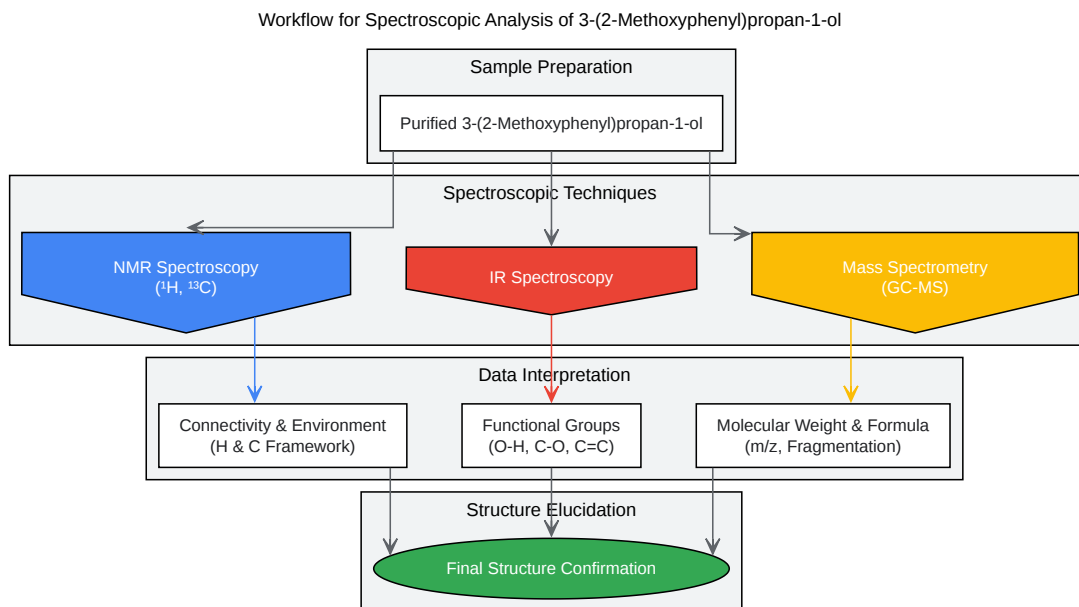 Workflow for Spectroscopic Analysis of 3-(2-Methoxyphenyl)propan-1-ol
Sample Preparation
Purified 3-(2-Methoxyphenyl)propan-1-ol
Spectroscopic Techniques
NMR Spectroscopy
(¹H, ¹³C)
IR Spectroscopy
Mass Spectrometry
(GC-MS)
Data Interpretation
Connectivity & Environment
(H & C Framework)
Functional Groups
(O-H, C-O, C=C)
Molecular Weight & Formula
(m/z, Fragmentation)
Structure Elucidation
Final Structure Confirmation